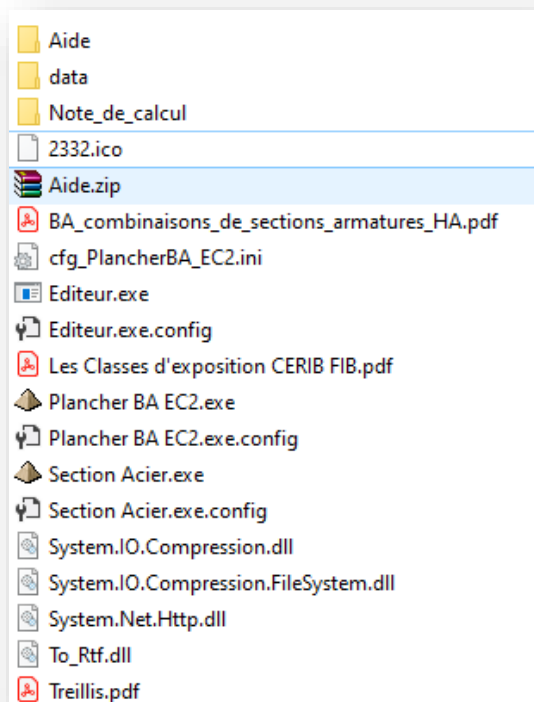 Aide
data
Note_de_calcul
2332.ico
Aide.zip
BA_combinaisons_de_sections_armatures_HA.pdf
cfg_PlancherBA_EC2.ini
Editeur.exe
Editeur.exe.config
Les Classes d'exposition CERIB FIB.pdf
Plancher BA EC2.exe
Plancher BA EC2.exe.config
Section Acier.exe
Section Acier.exe.config
System.IO.Compression.dll
System.IO.Compression.FileSystem.dll
System.Net.Http.dll
To_Rtf.dll
Treillis.pdf